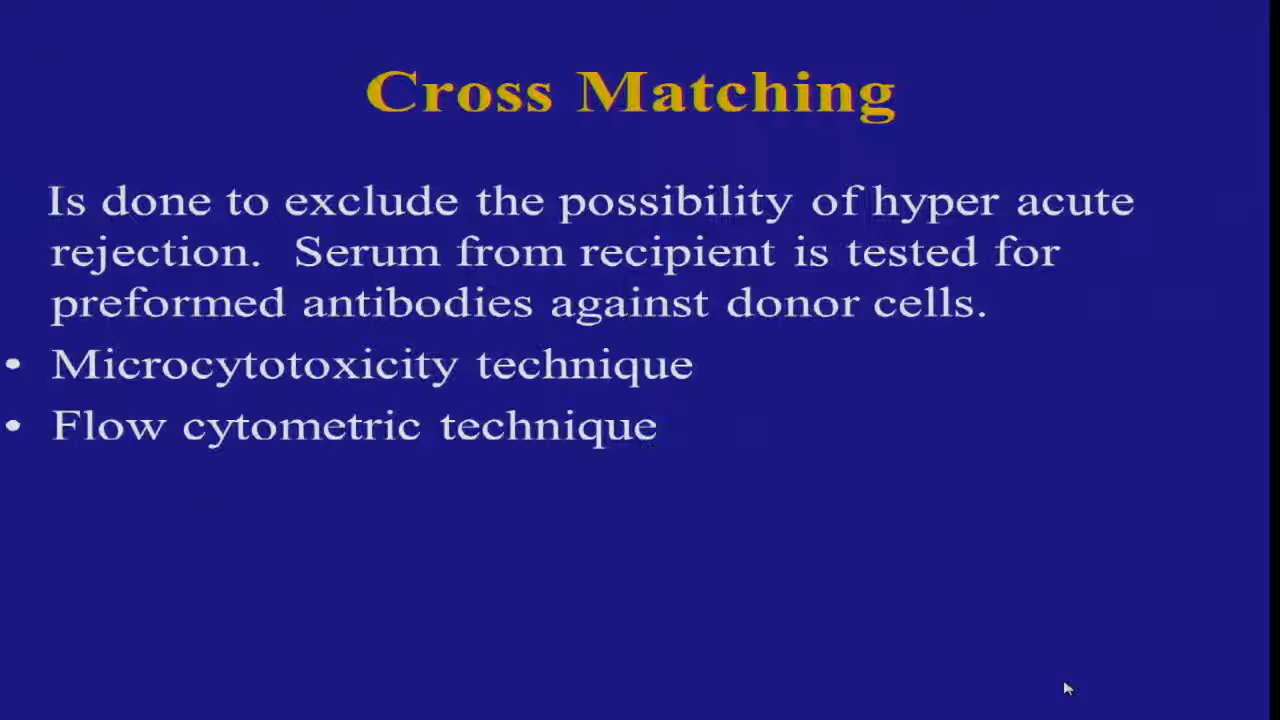 Cross Matching
Is done to exclude the possibility of hyper acute
rejection.  Serum from recipient is tested for
preformed antibodies against donor cells.
• Microcytotoxicity technique
• Flow cytometric technique